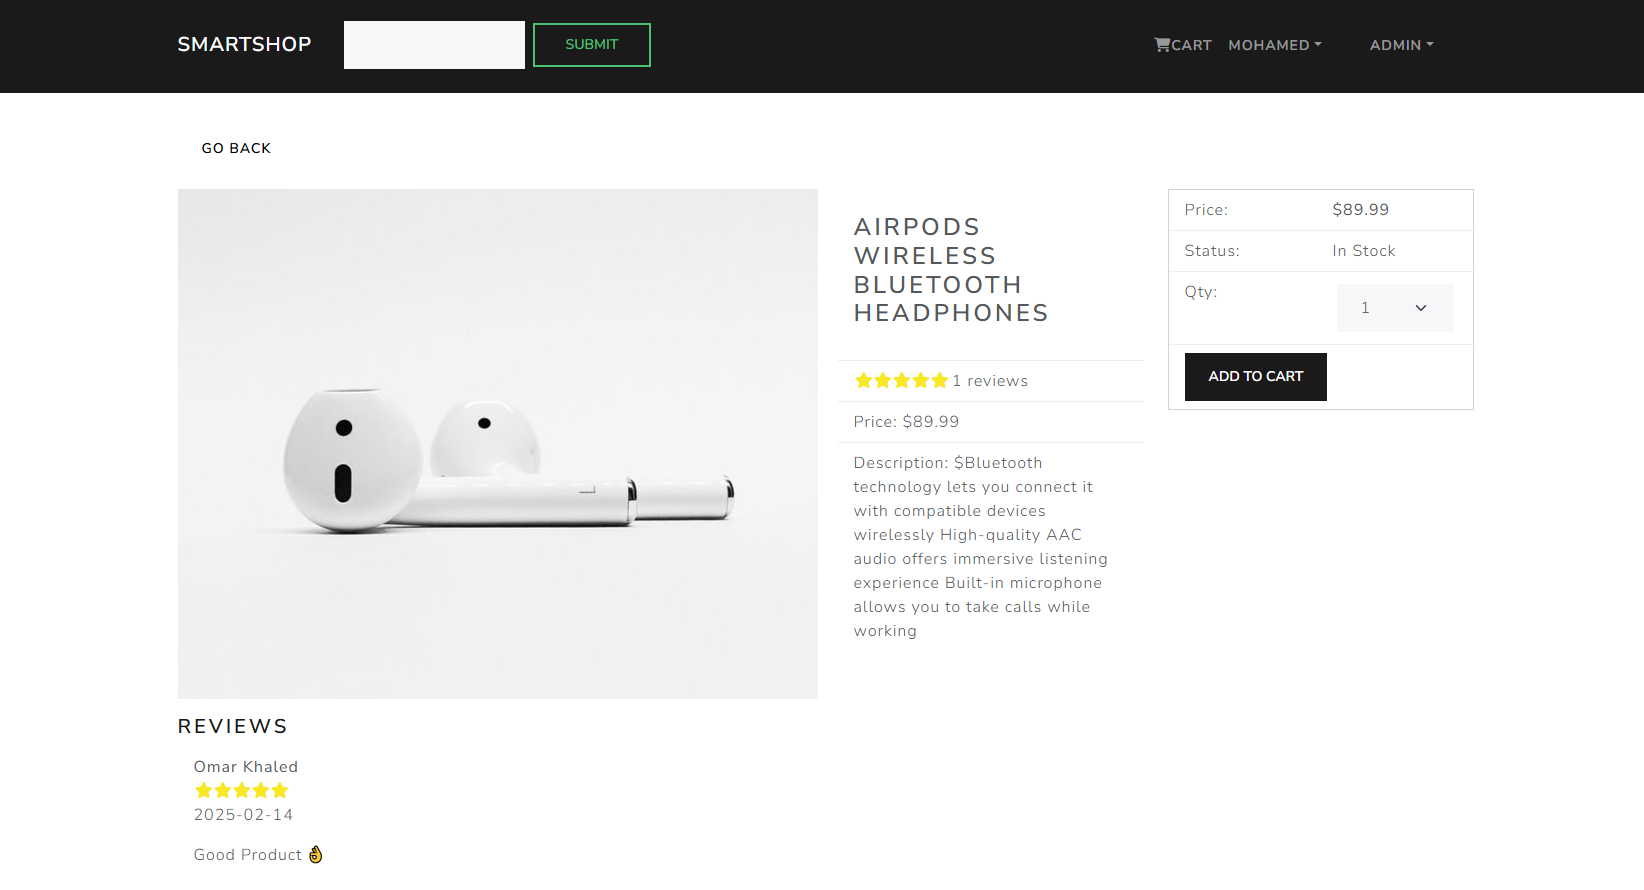 SMARTSHOP
SUBMIT
CART
MOHAMED
ADMIN
GO BACK
AIRPODS
WIRELESS
BLUETOOTH
HEADPHONES
1 reviews
Price: $89.99
Description: $Bluetooth
technology lets you connect it
with compatible devices
wirelessly High-quality AAC
audio offers immersive listening
experience Built-in microphone
allows you to take calls while
working
Price: $89.99
Status: In Stock
Qty: 1
ADD TO CART
REVIEWS
Omar Khaled
2025-02-14
Good Product 👌